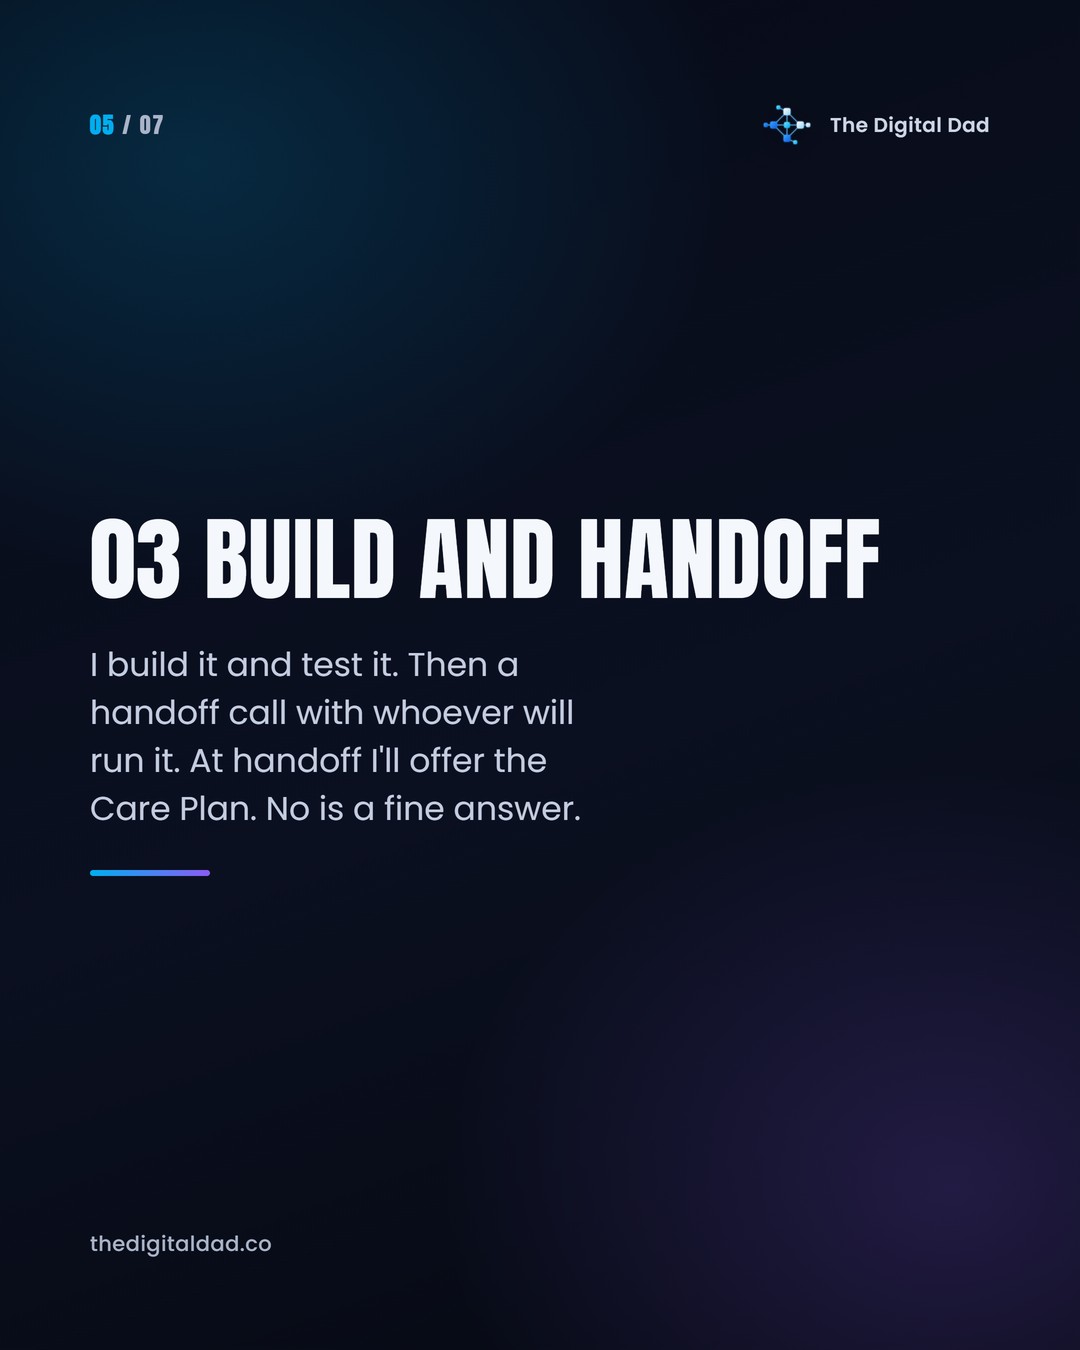 05 / 07
The Digital Dad
03 BUILD AND HANDOFF
I build it and test it. Then a
handoff call with whoever will
run it. At handoff I'll offer the
Care Plan. No is a fine answer.
thedigitaldad.co